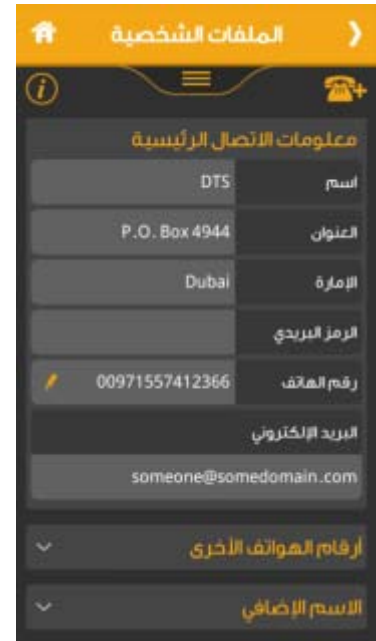 الملفات الشخصية
معلومات الاتصال الرئيسية
اسم DTS
العنوان P.O. Box 4944
الإمارة Dubai
الرمز البريدي
رقم الهاتف 00971557412366
البريد الإلكتروني
someone@somedomain.com
أرقام الهواتف الأخرى
الاسم الإضافي